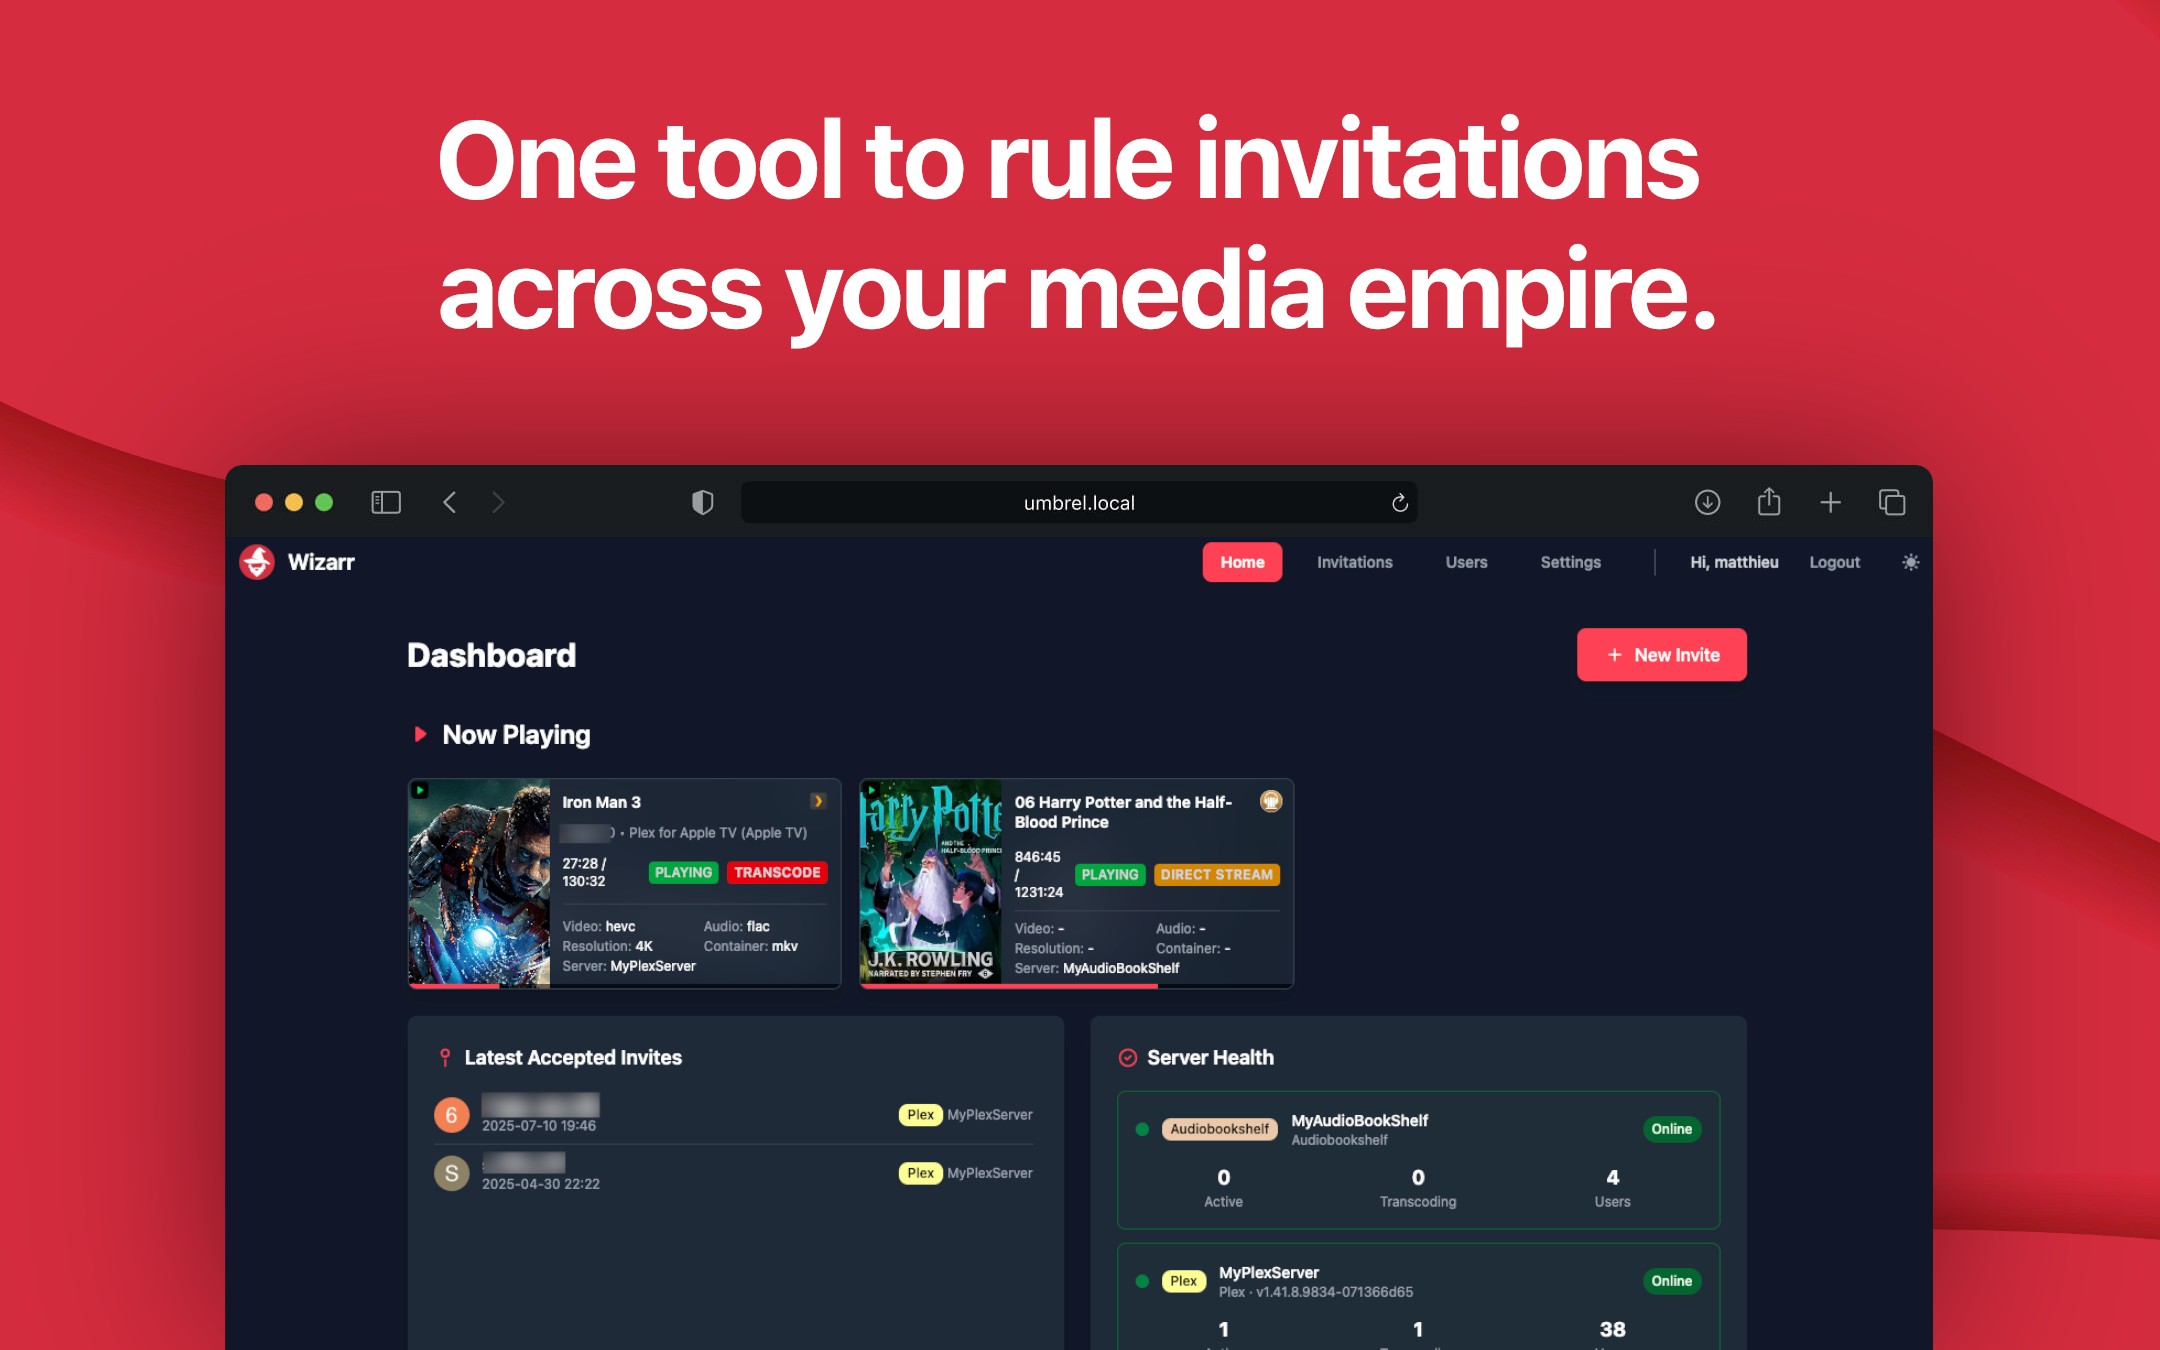 One tool to rule invitations
across your media empire.
umbrel.local
Wizarr
Home
Invitations
Users
Settings
Hi, matthieu
Logout
Dashboard
+ New Invite
Now Playing
Iron Man 3
• Plex for Apple TV (Apple TV)
27:28 /
130:32
PLAYING
TRANSCODE
Video: hevc
Audio: flac
Resolution: 4K
Container: mkv
Server: MyPlexServer
Harry Potte
AND THE
HALF-BLOOD PRINCE
J.K. ROWLING
NARRATED BY STEPHEN FRY
06 Harry Potter and the Half-
Blood Prince
846:45
/
1231:24
PLAYING
DIRECT STREAM
Video: -
Audio: -
Resolution: -
Container: -
Server: MyAudioBookShelf
Latest Accepted Invites
6
2025-07-10 19:46
Plex MyPlexServer
S
2025-04-30 22:22
Plex MyPlexServer
Server Health
Audiobookshelf
MyAudioBookShelf
Audiobookshelf
Online
0
Active
0
Transcoding
4
Users
Plex
MyPlexServer
Plex · v1.41.8.9834-071366d65
Online
1
1
38